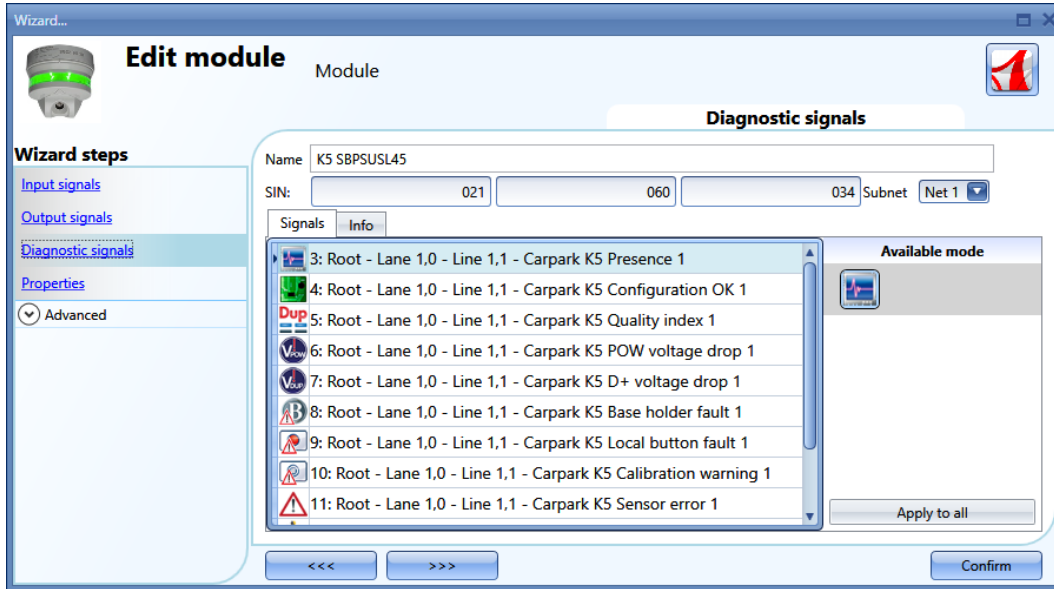 Wizard...
Edit module
Module
Diagnostic signals
Wizard steps
Input signals
Output signals
Diagnostic signals
Properties
Advanced
Name K5 SBPSUSL45
SIN: 021 060 034 Subnet Net 1
Signals Info
3: Root - Lane 1,0 - Line 1,1 - Carpark K5 Presence 1
4: Root - Lane 1,0 - Line 1,1 - Carpark K5 Configuration OK 1
Dup 5: Root - Lane 1,0 - Line 1,1 - Carpark K5 Quality index 1
VPOW 6: Root - Lane 1,0 - Line 1,1 - Carpark K5 POW voltage drop 1
VDUP 7: Root - Lane 1,0 - Line 1,1 - Carpark K5 D+ voltage drop 1
B 8: Root - Lane 1,0 - Line 1,1 - Carpark K5 Base holder fault 1
9: Root - Lane 1,0 - Line 1,1 - Carpark K5 Local button fault 1
10: Root - Lane 1,0 - Line 1,1 - Carpark K5 Calibration warning 1
11: Root - Lane 1,0 - Line 1,1 - Carpark K5 Sensor error 1
Available mode
Apply to all
<<< >>> Confirm